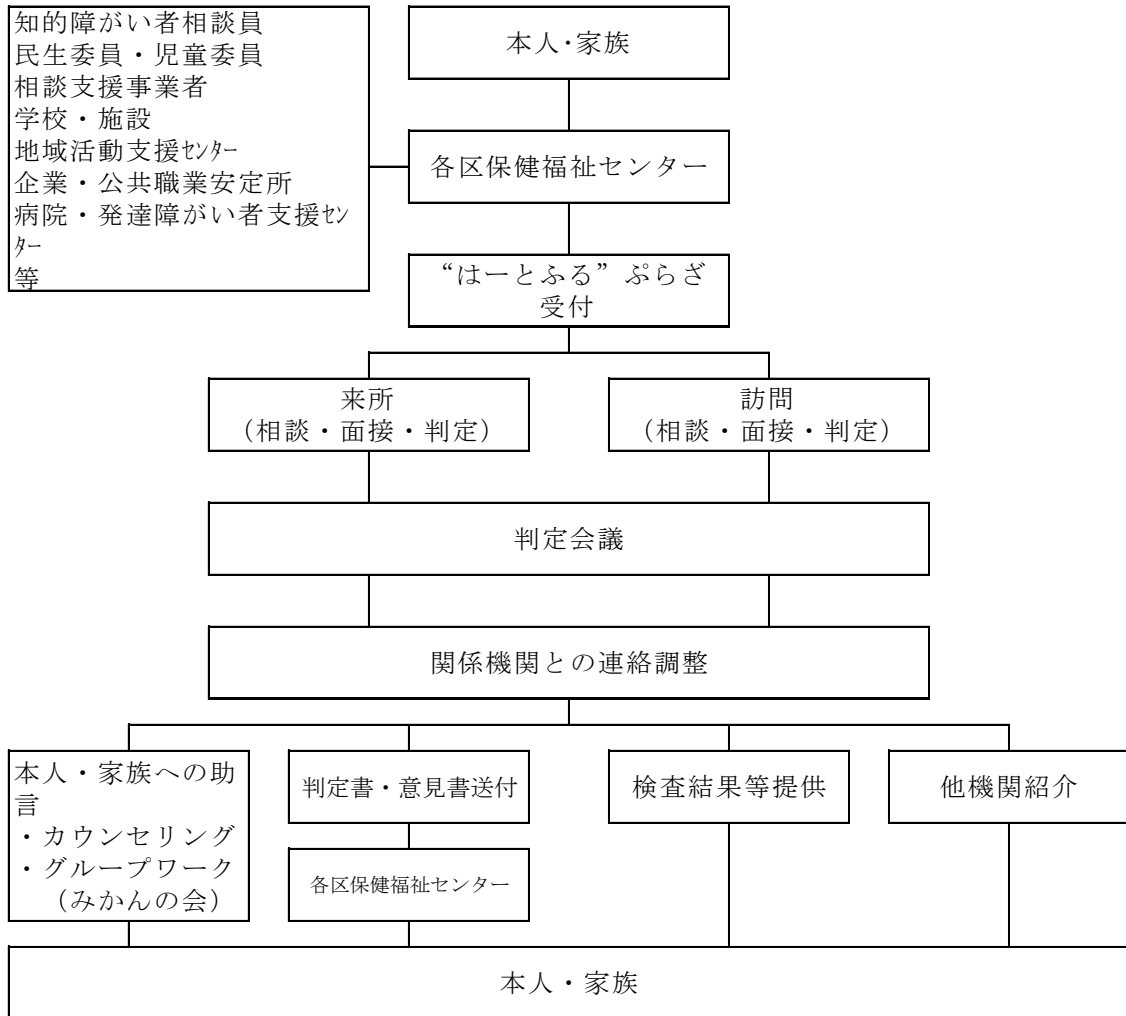 知的障がい者相談員
民生委員・児童委員
相談支援事業者
学校・施設
地域活動支援ｾﾝﾀｰ
企業・公共職業安定所
病院・発達障がい者支援ｾﾝ
ﾀｰ
等
本人・家族
各区保健福祉センター
“はーとふる”ぷらざ
受付
来所
（相談・面接・判定）
訪問
（相談・面接・判定）
判定会議
関係機関との連絡調整
本人・家族への助
言
・カウンセリング
・グループワーク
（みかんの会）
判定書・意見書送付
各区保健福祉センター
検査結果等提供
他機関紹介
本人・家族